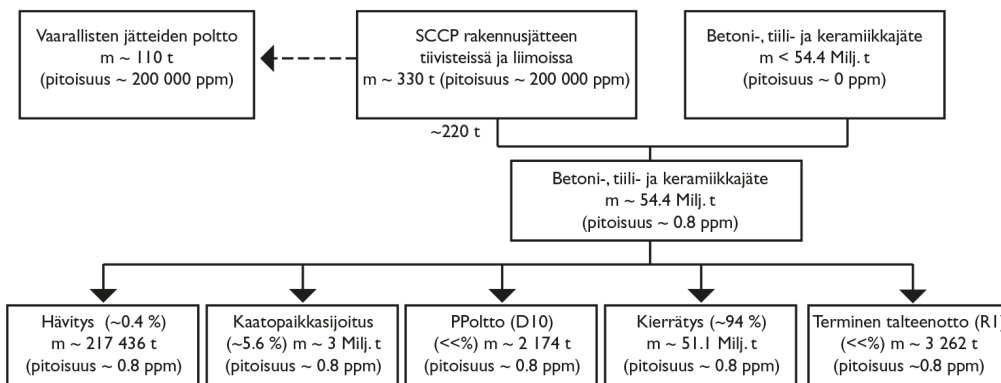 Vaarallisten jätteiden poltto
m ~ 110 t
(pitoisuus ~ 200 000 ppm)
SCCP rakennusjätteen
tiivisteissä ja liimoissa
m ~ 330 t (pitoisuus ~ 200 000 ppm)
Betoni-, tiili- ja keramiikkajäte
m < 54.4 Milj. t
(pitoisuus ~ 0 ppm)
~220 t
Betoni-, tiili- ja keramiikkajäte
m ~ 54.4 Milj. t
(pitoisuus ~ 0.8 ppm)
Hävitys (~0.4 %)
m ~ 217 436 t
(pitoisuus ~ 0.8 ppm)
Kaatopaikkasijoitus
(~5.6 %) m ~ 3 Milj. t
(pitoisuus ~ 0.8 ppm)
PPoltto (D10)
(<<%) m ~ 2 174 t
(pitoisuus ~ 0.8 ppm)
Kierrätys (~94 %)
m ~ 51.1 Milj. t
(pitoisuus ~ 0.8 ppm)
Terminen talteenotto (R1)
(<<%) m ~ 3 262 t
(pitoisuus ~0.8 ppm)